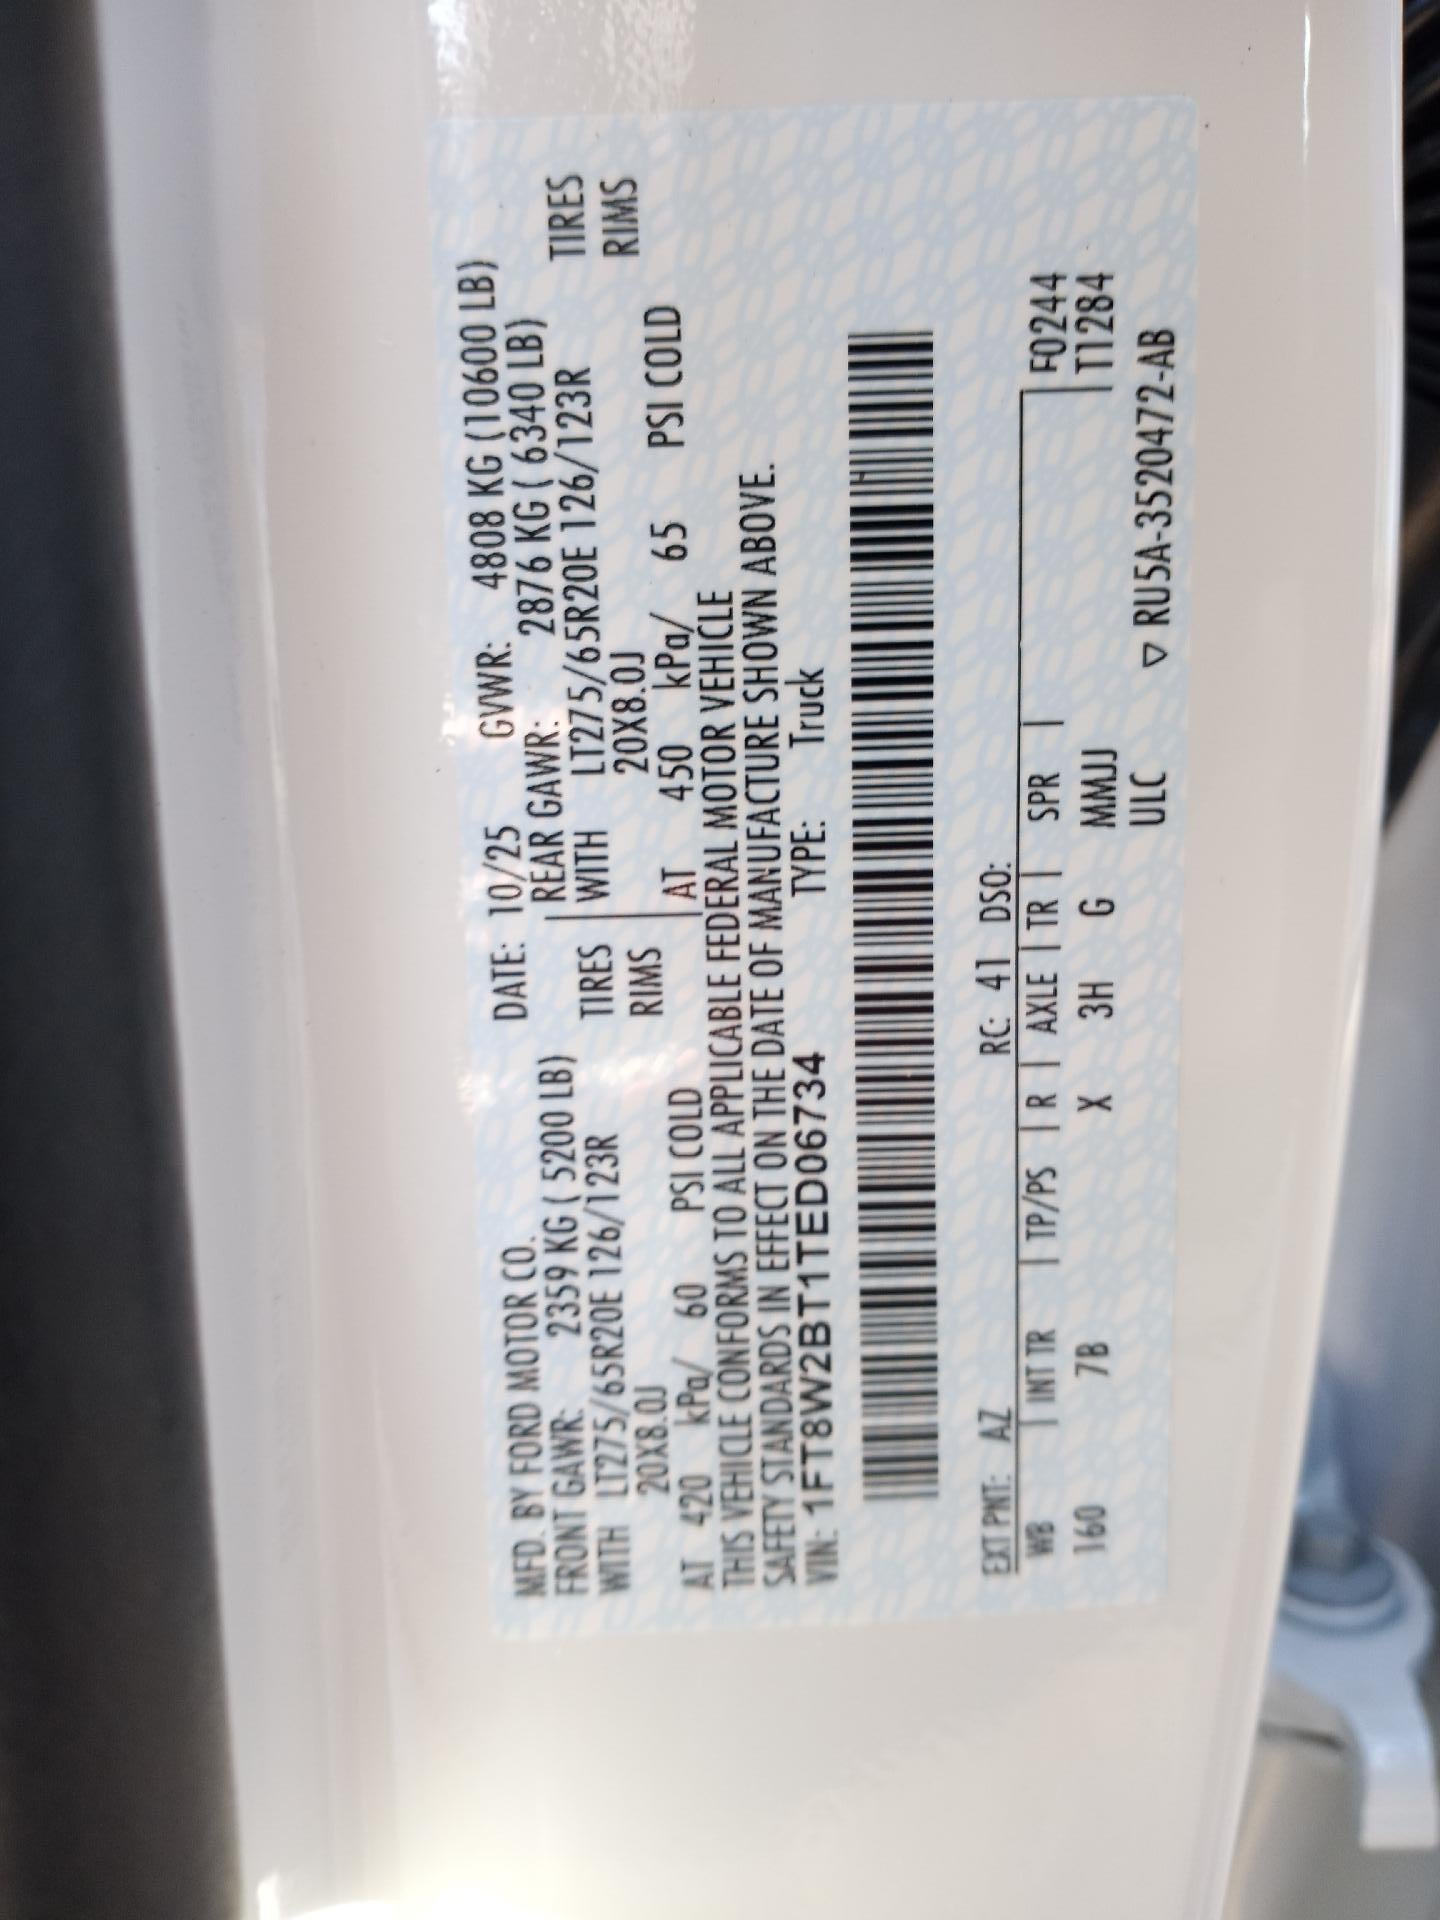 MFD. BY FORD MOTOR CO. DATE: 10/25 GVWR: 4808 KG (10600 LB)
FRONT GAWR: 2359 KG ( 5200 LB) REAR GAWR: 2876 KG ( 6340 LB)
WITH LT275/65R20E 126/123R TIRES WITH LT275/65R20E 126/123R TIRES
20X8.0J RIMS 20X8.0J RIMS
AT 420 kPa/ 60 PSI COLD AT 450 kPa/ 65 PSI COLD
THIS VEHICLE CONFORMS TO ALL APPLICABLE FEDERAL MOTOR VEHICLE
SAFETY STANDARDS IN EFFECT ON THE DATE OF MANUFACTURE SHOWN ABOVE.
VIN: 1FT8W2BT1TED06734 TYPE: Truck
EXT PNT: AZ RC: 41 DSO:
WB | INT TR | TP/PS | R | AXLE | TR | SPR | F0244
160 7B X 3H G MMJJ T1284
ULC ▽ RU5A-3520472-AB